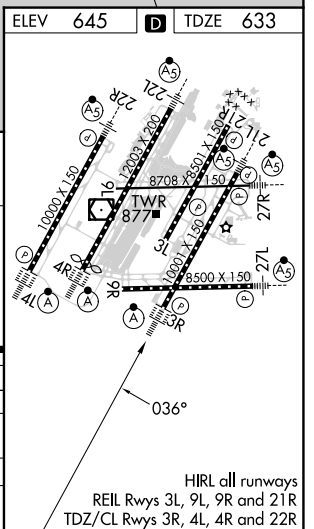 ELEV 645 D TDZE 633
A5
22R
22L
A5
A5
21R
21L
P
P
12003 X 200
8501 X 150
10000 X 150
9L
8708 X 150
A5
TWR
877
P
27R
3L
10001 X 150
P
4R
9R
8500 X 150
27L
A5
4L
A
A
A
P
P
3R
036°
HIRL all runways
REIL Rwys 3L, 9L, 9R and 21R
TDZ/CL Rwys 3R, 4L, 4R and 22R